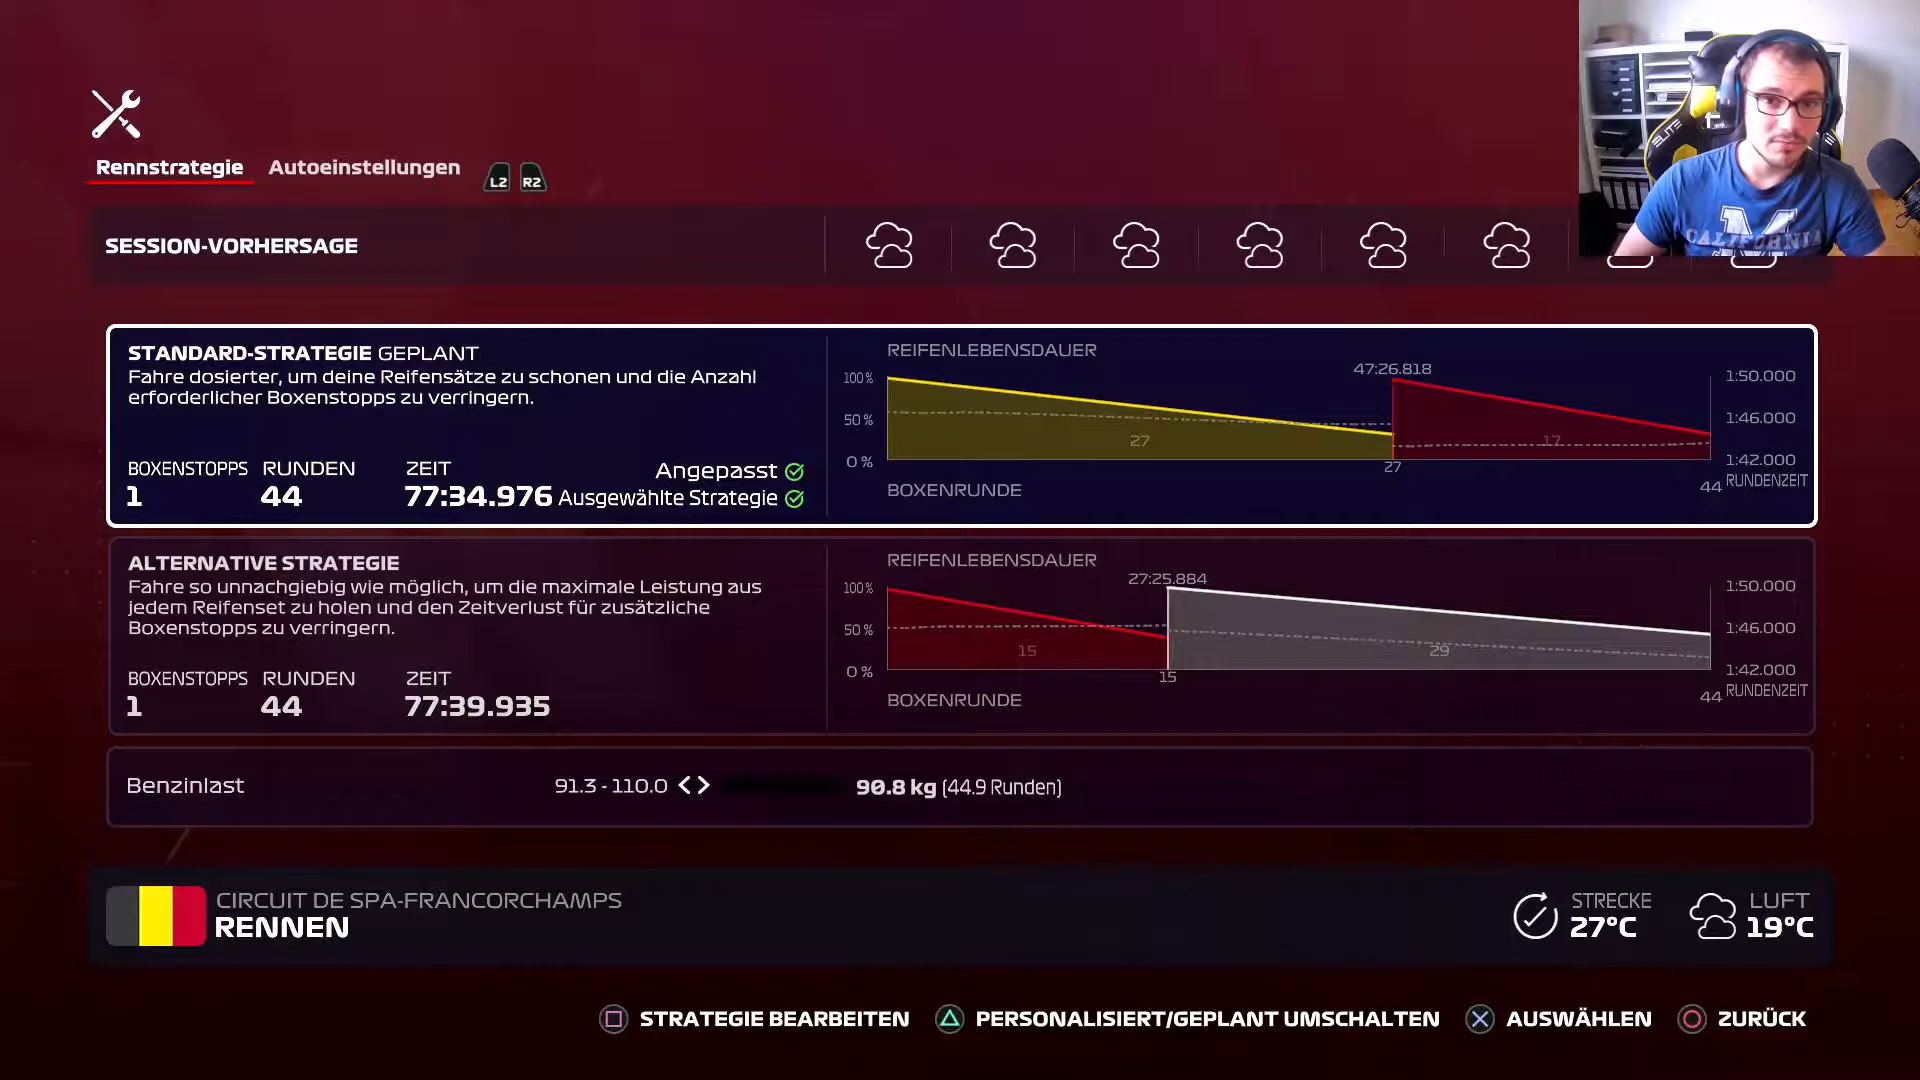 Rennstrategie Autoeinstellungen L2 R2
SESSION-VORHERSAGE
STANDARD-STRATEGIE GEPLANT
Fahre dosierter, um deine Reifensätze zu schonen und die Anzahl
erforderlicher Boxenstopps zu verringern.
BOXENSTOPPS RUNDEN ZEIT
1 44 77:34.976
Angepasst
Ausgewählte Strategie
REIFENLEBENSDAUER
47:26.818
100%
50%
0%
27
17
27
44
1:50.000
1:46.000
1:42.000
RUNDENZEIT
BOXENRUNDE
ALTERNATIVE STRATEGIE
Fahre so unnachgiebig wie möglich, um die maximale Leistung aus
jedem Reifenset zu holen und den Zeitverlust für zusätzliche
Boxenstopps zu verringern.
BOXENSTOPPS RUNDEN ZEIT
1 44 77:39.935
REIFENLEBENSDAUER
27:25.884
100%
50%
0%
15
29
15
44
1:50.000
1:46.000
1:42.000
RUNDENZEIT
BOXENRUNDE
Benzinlast 91.3 - 110.0 90.8 kg (44.9 Runden)
CIRCUIT DE SPA-FRANCORCHAMPS
RENNEN
STRECKE
27°C
LUFT
19°C
STRATEGIE BEARBEITEN PERSONALISIERT/GEPLANT UMSCHALTEN AUSWÄHLEN ZURÜCK
ELITE
CALIFORNIA